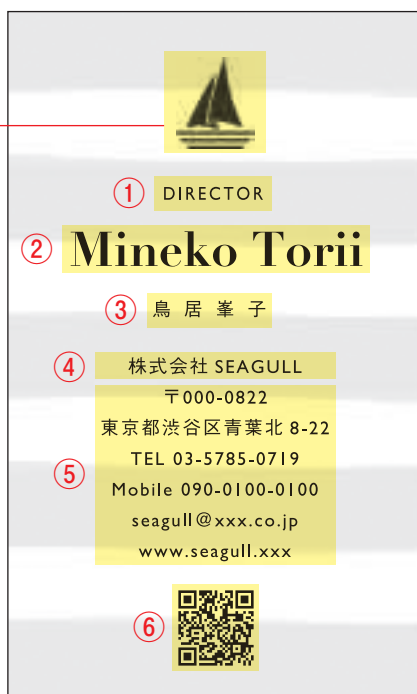 ① DIRECTOR
② Mineko Torii
③ 鳥居峯子
④ 株式会社 SEAGULL
〒000-0822
東京都渋谷区青葉北 8-22
TEL 03-5785-0719
⑤ Mobile 090-0100-0100
seagull@xxx.co.jp
www.seagull.xxx
⑥